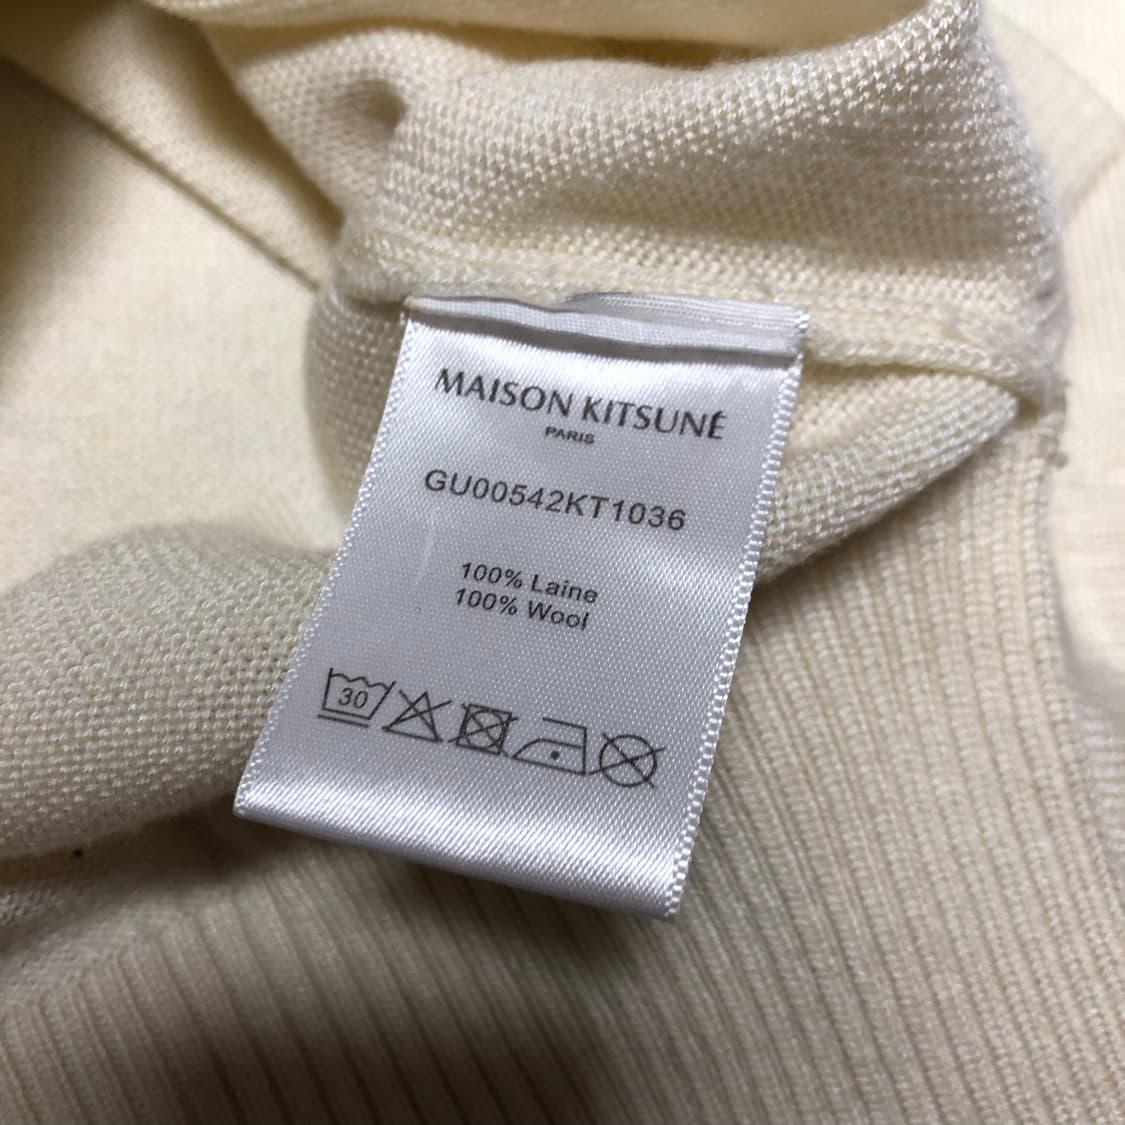 MAISON KITSUNÉ
PARIS
GU00542KT1036
100% Laine
100% Wool
30